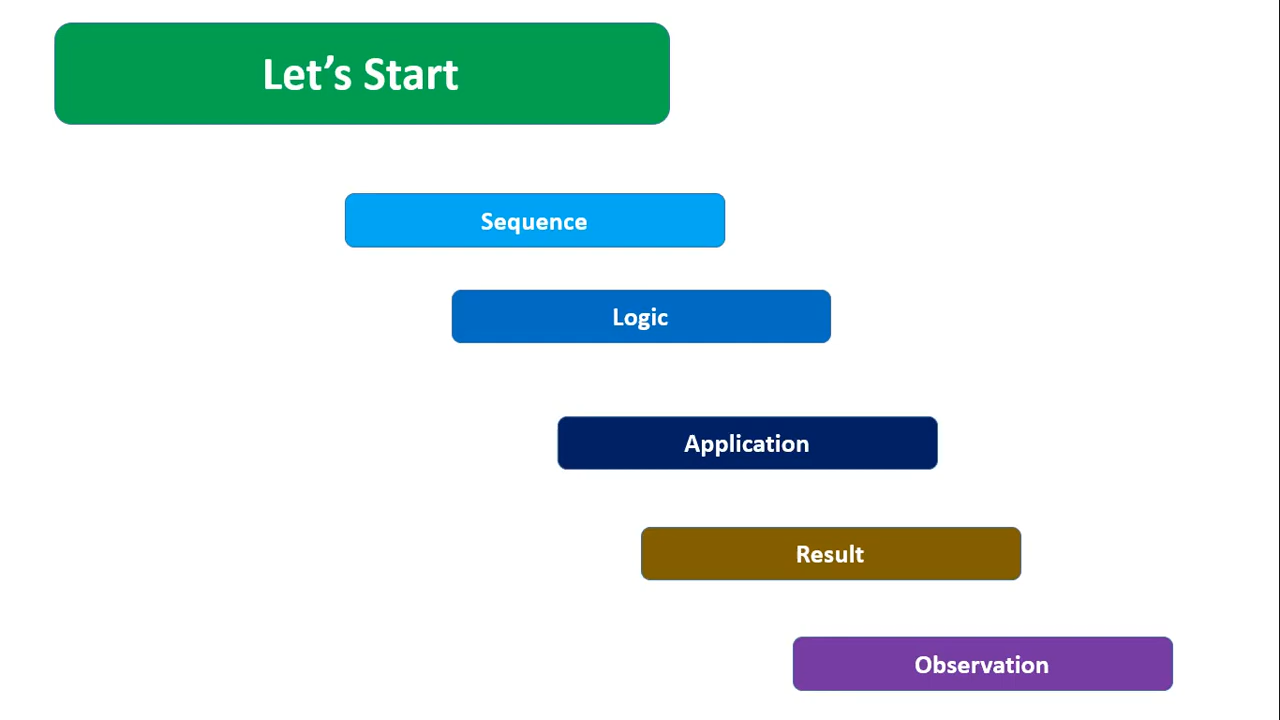 Let’s Start
Sequence
Logic
Application
Result
Observation